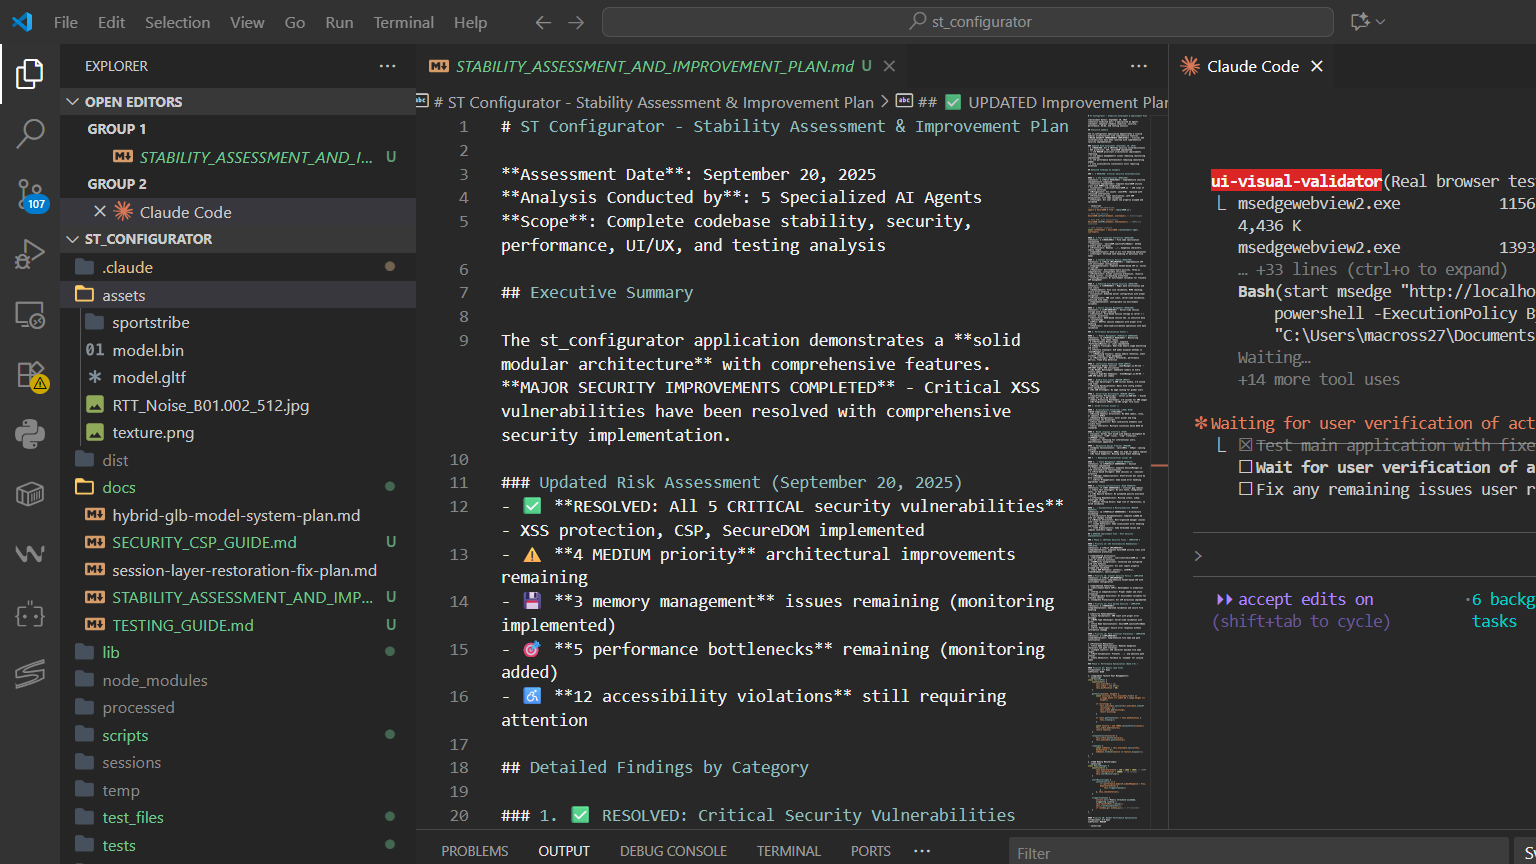 File Edit Selection View Go Run Terminal Help
st_configurator
EXPLORER
OPEN EDITORS
GROUP 1
STABILITY_ASSESSMENT_AND_I... U
GROUP 2
Claude Code
107
ST_CONFIGURATOR
.claude
assets
sportstribe
01 model.bin
model.gltf
RTT_Noise_B01.002_512.jpg
texture.png
dist
docs
hybrid-glb-model-system-plan.md
SECURITY_CSP_GUIDE.md U
session-layer-restoration-fix-plan.md
STABILITY_ASSESSMENT_AND_IMP... U
TESTING_GUIDE.md U
lib
node_modules
processed
scripts
sessions
temp
test_files
tests
STABILITY_ASSESSMENT_AND_IMPROVEMENT_PLAN.md U
# ST Configurator - Stability Assessment & Improvement Plan > ## ✅ UPDATED Improvement Plan
1 # ST Configurator - Stability Assessment & Improvement Plan
2
3 **Assessment Date**: September 20, 2025
4 **Analysis Conducted by**: 5 Specialized AI Agents
5 **Scope**: Complete codebase stability, security,
performance, UI/UX, and testing analysis
6
7 ## Executive Summary
8
9 The st_configurator application demonstrates a **solid
modular architecture** with comprehensive features.
**MAJOR SECURITY IMPROVEMENTS COMPLETED** - Critical XSS
vulnerabilities have been resolved with comprehensive
security implementation.
10
11 ### Updated Risk Assessment (September 20, 2025)
12 - ✅ **RESOLVED: All 5 CRITICAL security vulnerabilities**
- XSS protection, CSP, SecureDOM implemented
13 - ⚠️ **4 MEDIUM priority** architectural improvements
remaining
14 - 💾 **3 memory management** issues remaining (monitoring
implemented)
15 - 🎯 **5 performance bottlenecks** remaining (monitoring
added)
16 - ♿ **12 accessibility violations** still requiring
attention
17
18 ## Detailed Findings by Category
19
20 ### 1. ✅ RESOLVED: Critical Security Vulnerabilities
PROBLEMS OUTPUT DEBUG CONSOLE TERMINAL PORTS ...
Filter
Claude Code
ui-visual-validator(Real browser tes
msedgewebview2.exe 1156
4,436 K
msedgewebview2.exe 1393
… +33 lines (ctrl+o to expand)
Bash(start msedge "http://localho
powershell -ExecutionPolicy B
"C:\Users\macross27\Documents
Waiting…
+14 more tool uses
Waiting for user verification of act
☒ Test main application with fixe
☐ Wait for user verification of a
☐ Fix any remaining issues user r
>
accept edits on
(shift+tab to cycle)
6 backg
tasks